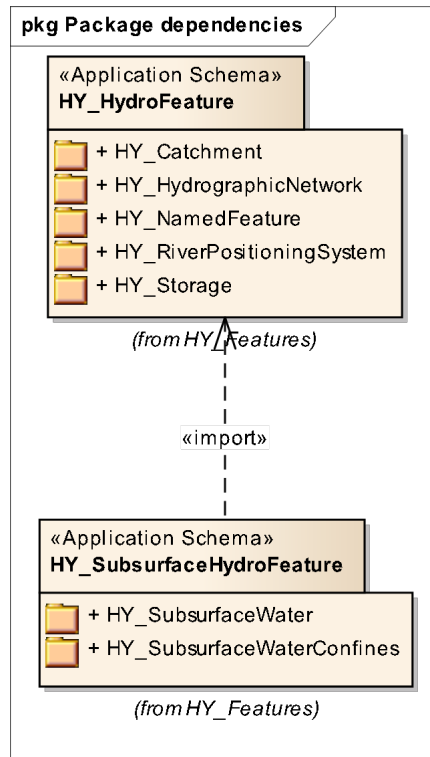 pkg Package dependencies
«Application Schema»
HY_HydroFeature
+ HY_Catchment
+ HY_HydrographicNetwork
+ HY_NamedFeature
+ HY_RiverPositioningSystem
+ HY_Storage
(from HY_Features)
«import»
«Application Schema»
HY_SubsurfaceHydroFeature
+ HY_SubsurfaceWater
+ HY_SubsurfaceWaterConfines
(from HY_Features)